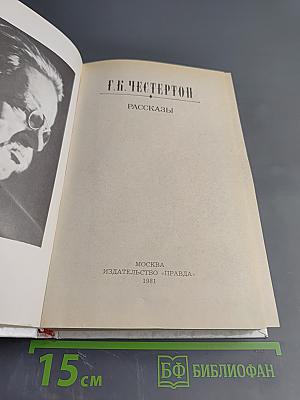 Г.К. ЧЕСТЕРТОН
РАССКАЗЫ
МОСКВА
ИЗДАТЕЛЬСТВО «ПРАВДА»
1981
15 см
БФ БИБЛИОФАН